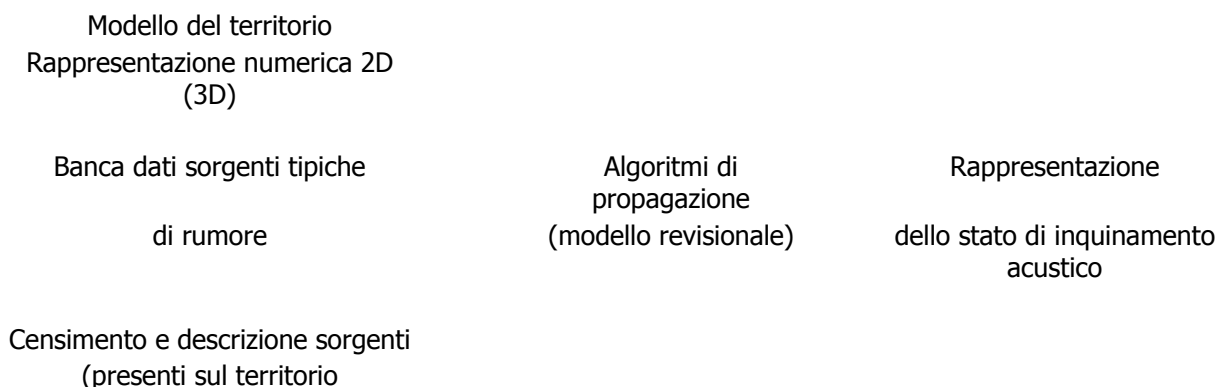 Modello del territorio
Rappresentazione numerica 2D
(3D)
Banca dati sorgenti tipiche
di rumore
Algoritmi di
propagazione
(modello revisionale)
Rappresentazione
dello stato di inquinamento
acustico
Censimento e descrizione sorgenti
(presenti sul territorio